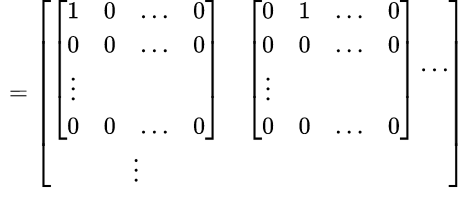 1 0 … 0 0 1 … 0
0 0 … 0 0 0 … 0
= ⋮ ⋮ ⋯
0 0 … 0 0 0 … 0
⋮